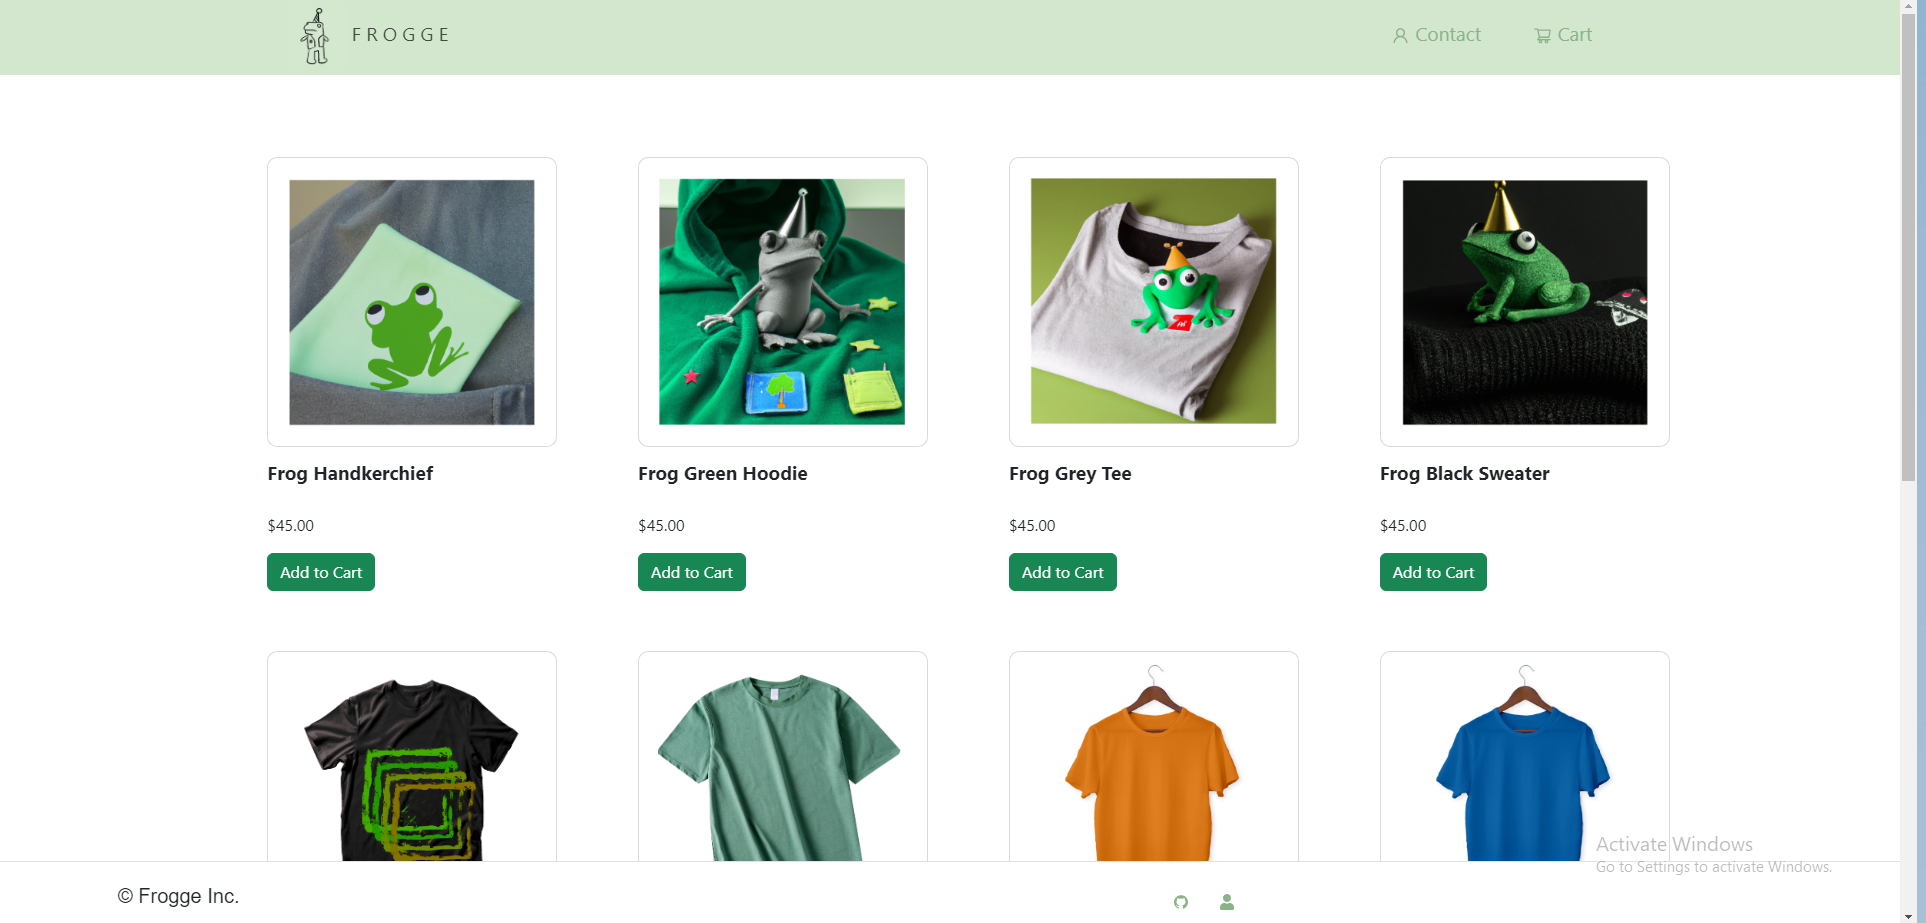 FROGGE
Contact
Cart
Frog Handkerchief
Frog Green Hoodie
Frog Grey Tee
Frog Black Sweater
$45.00
$45.00
$45.00
$45.00
Add to Cart
Add to Cart
Add to Cart
Add to Cart
Activate Windows
Go to Settings to activate Windows.
© Frogge Inc.